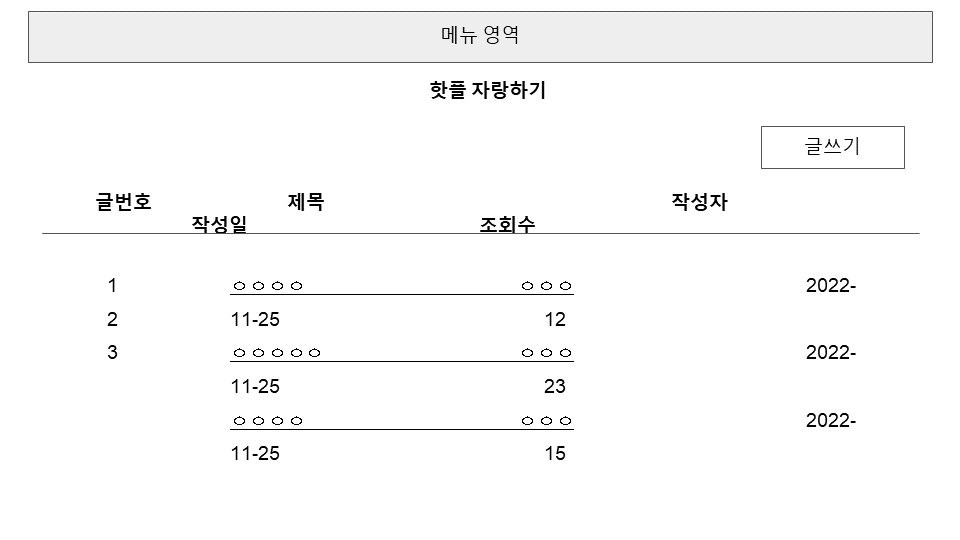 메뉴 영역
핫플 자랑하기
글쓰기
글번호 제목 작성자
작성일 조회수
1 ㅇㅇㅇㅇ ㅇㅇㅇ 2022-
2 11-25 12
3 ㅇㅇㅇㅇㅇ ㅇㅇㅇ 2022-
11-25 23
ㅇㅇㅇㅇ ㅇㅇㅇ 2022-
11-25 15